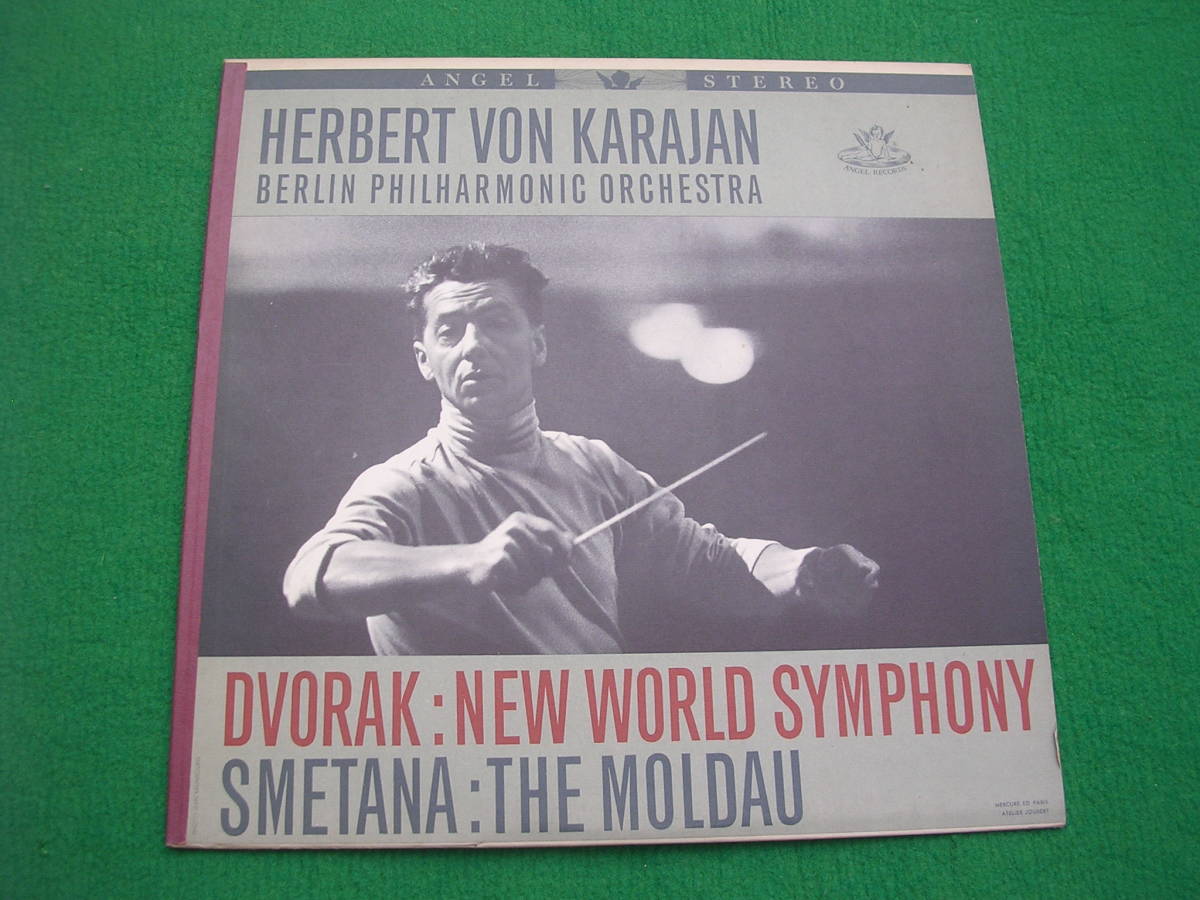 ANGEL STEREO
HERBERT VON KARAJAN
BERLIN PHILHARMONIC ORCHESTRA
ANGEL RECORDS
DVORAK: NEW WORLD SYMPHONY
SMETANA: THE MOLDAU
MERCURE ED PARIS
ATELIER JOUBERT